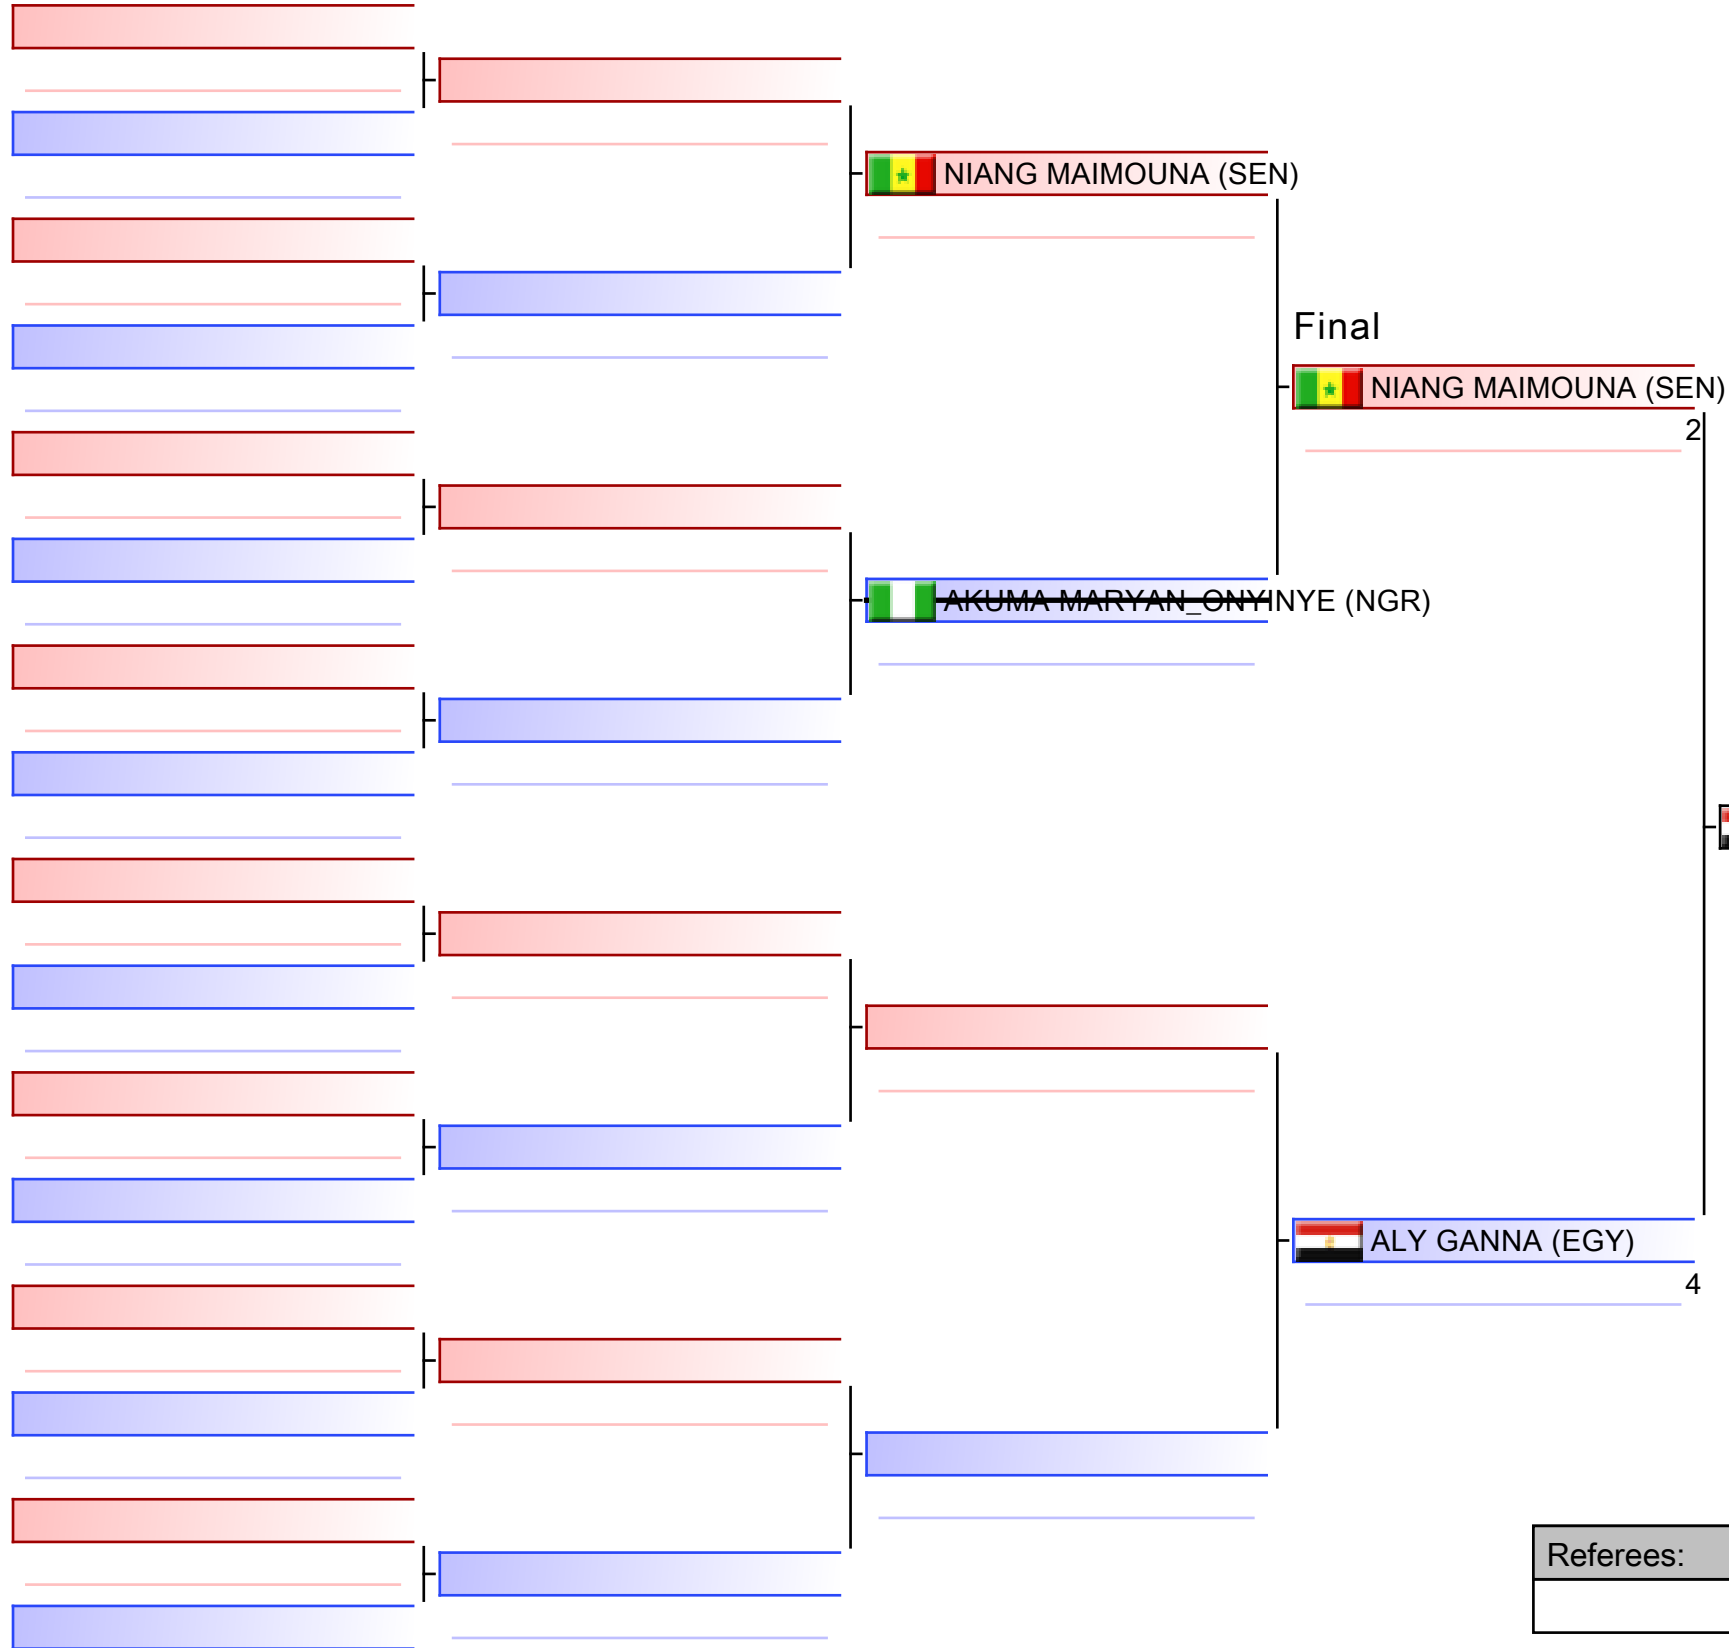 NIANG MAIMOUNA (SEN)
Final
NIANG MAIMOUNA (SEN)
2
AKUMA MARYAN_ONYINYE (NGR)
ALY GANNA (EGY)
4
Referees: